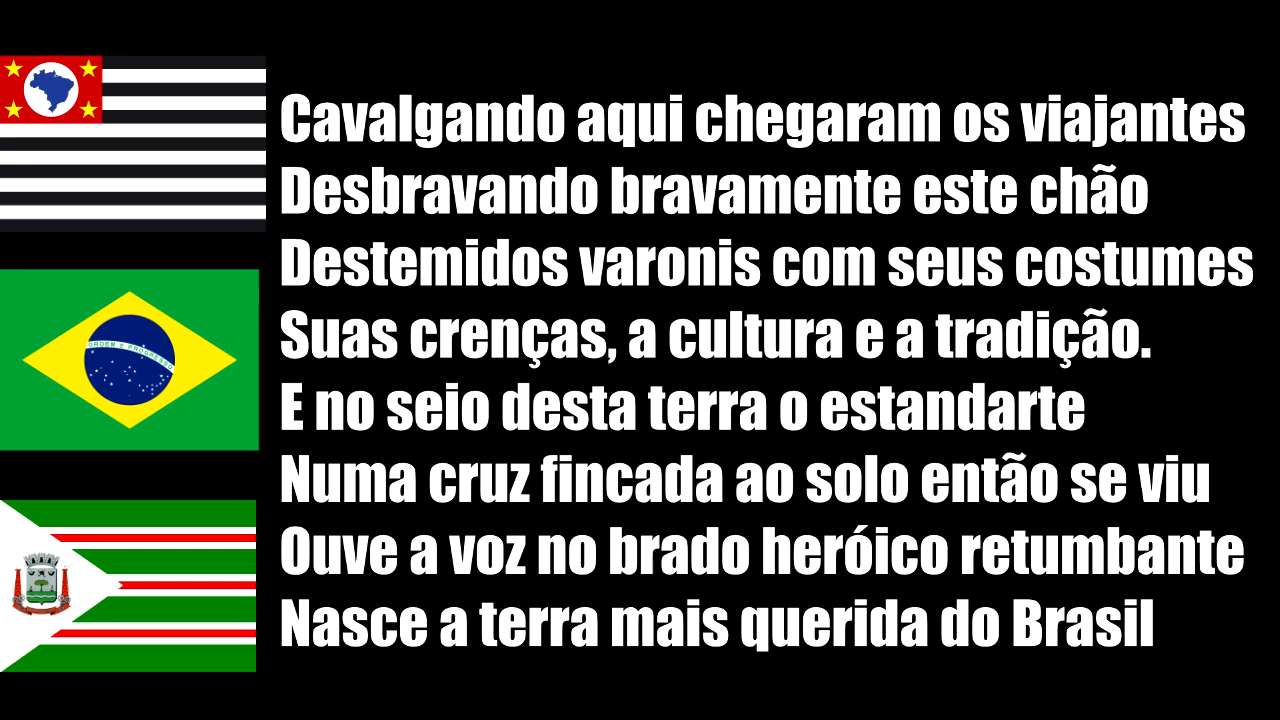 Cavalgando aqui chegaram os viajantes
Desbravando bravamente este chão
Destemidos varonis com seus costumes
Suas crenças, a cultura e a tradição.
E no seio desta terra o estandarte
Numa cruz fincada ao solo então se viu
Ouve a voz no brado heróico retumbante
Nasce a terra mais querida do Brasil
ORDEM E PROGRESSO